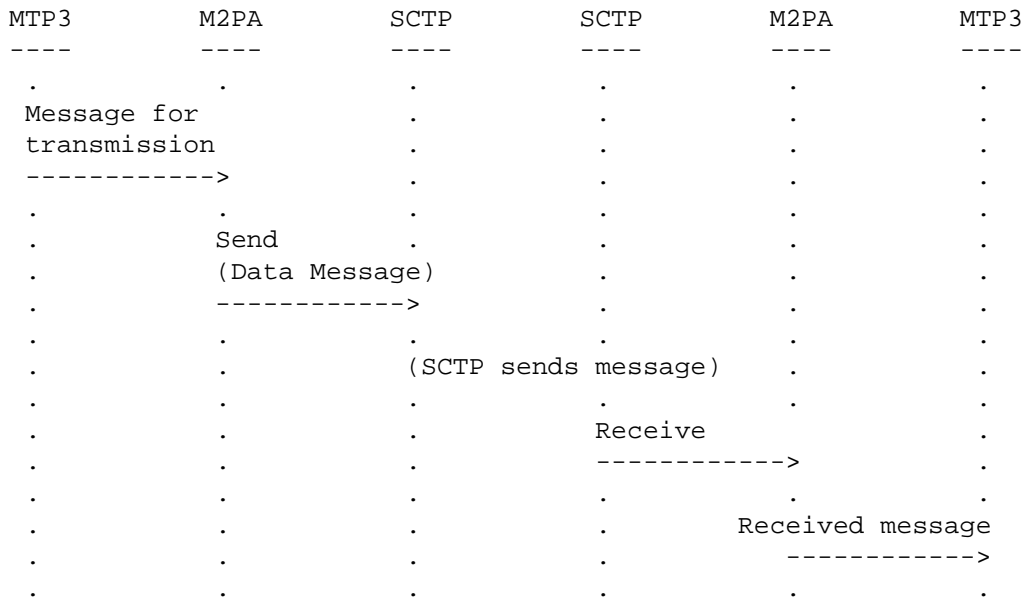 MTP3        M2PA        SCTP        SCTP        M2PA        MTP3
----        ----        ----        ----        ----        ----
 .           .           .           .           .           .
 Message for             .           .           .           .
 transmission            .           .           .           .
 ------------>           .           .           .           .
 .           .           .           .           .           .
 .           Send        .           .           .           .
 .           (Data Message)          .           .           .
 .           ------------>           .           .           .
 .           .           .           .           .           .
 .           .           (SCTP sends message)    .           .
 .           .           .           .           .           .
 .           .           .           Receive                 .
 .           .           .           ------------>           .
 .           .           .           .           .           .
 .           .           .           .        Received message
 .           .           .           .           ------------>
 .           .           .           .           .           .